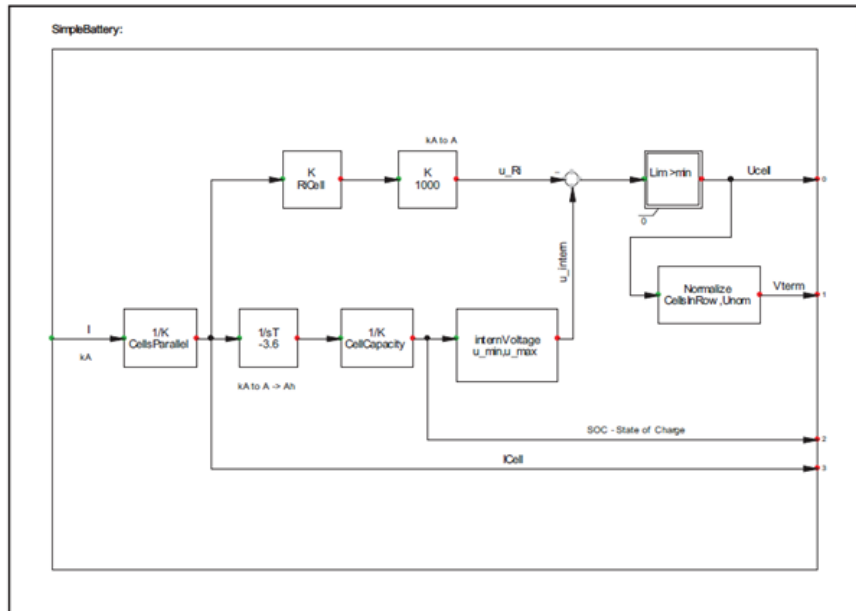 SimpleBattery:
kA to A
K
RiCell
K
1000
u_Ri
-
Lim >min
0
Ucell
0
u_intern
Normalize
CellsInRow ,Unom
Vterm
1
I
kA
1/K
CellsParallel
1/sT
-3.6
kA to A -> Ah
1/K
CellCapacity
internVoltage
u_min,u_max
SOC - State of Charge
2
ICell
3